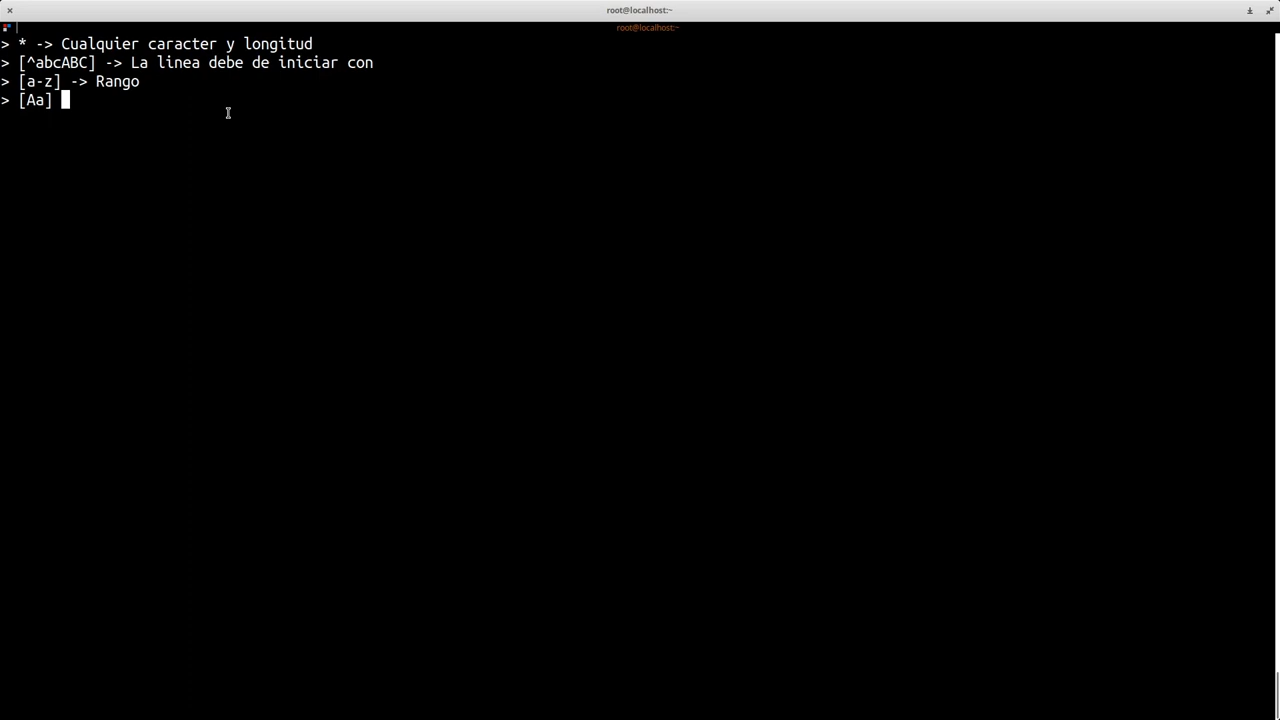 root@localhost:~
root@localhost:~
> * -> Cualquier caracter y longitud
> [^abcABC] -> La linea debe de iniciar con
> [a-z] -> Rango
> [Aa]